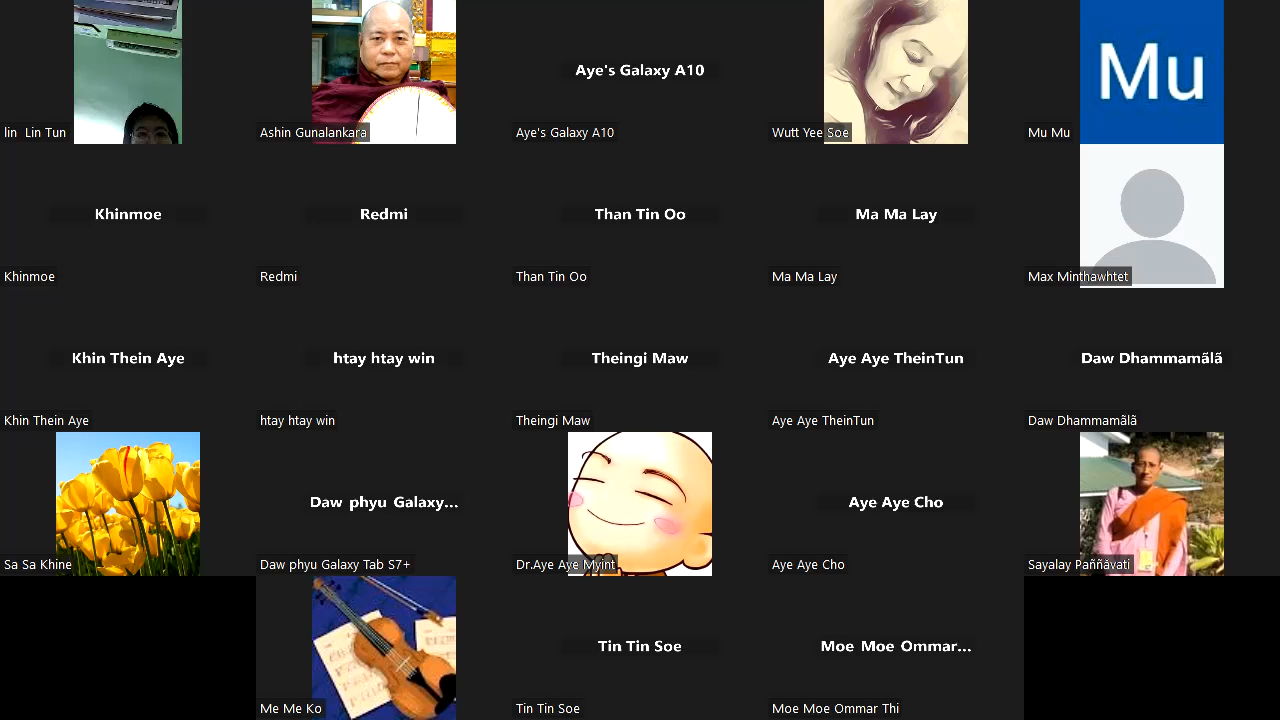 lin  Lin Tun
Ashin Gunalankara
Aye's Galaxy A10
Aye's Galaxy A10
Wutt Yee Soe
Mu
Mu Mu
Khinmoe
Khinmoe
Redmi
Redmi
Than Tin Oo
Than Tin Oo
Ma Ma Lay
Ma Ma Lay
Max Minthawhtet
Khin Thein Aye
Khin Thein Aye
htay htay win
htay htay win
Theingi Maw
Theingi Maw
Aye Aye TheinTun
Aye Aye TheinTun
Daw Dhammamãlã
Daw Dhammamãlã
Sa Sa Khine
Daw phyu Galaxy...
Daw phyu Galaxy Tab S7+
Dr.Aye Aye Myint
Aye Aye Cho
Aye Aye Cho
Sayalay Paññãvati
Me Me Ko
Tin Tin Soe
Tin Tin Soe
Moe Moe Ommar...
Moe Moe Ommar Thi